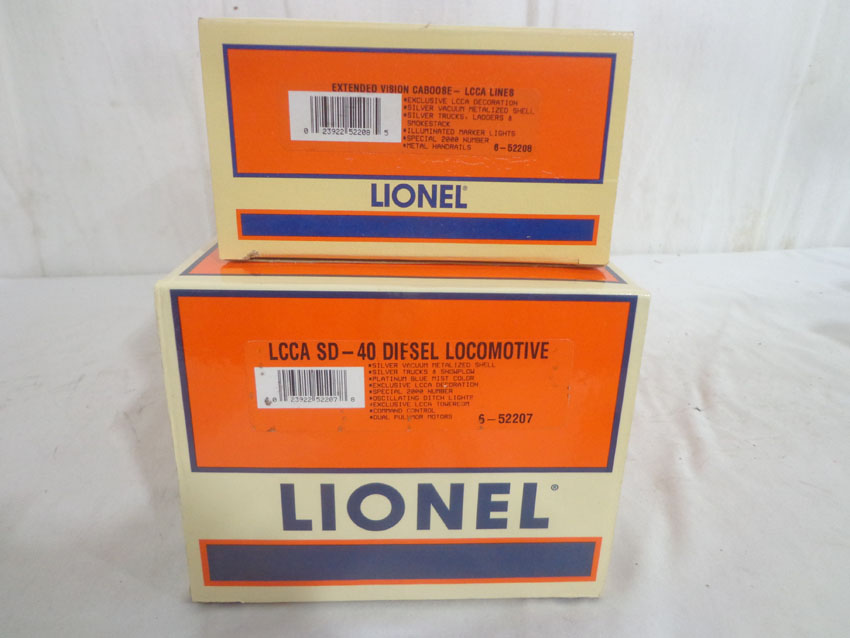 EXTENDED VISION CABOOSE- LCCA LINES
*EXCLUSIVE LCCA DECORATION
*SILVER VACUUM METALIZED SHELL
*SILVER TRUCKS, LADDERS &
SMOKESTACK
*ILLUMINATED MARKER LIGHTS
*SPECIAL 2000 NUMBER
*METAL HANDRAILS
6-52208
0 23922 52208 5
LIONEL®
LCCA SD-40 DIESEL LOCOMOTIVE
*SILVER VACUUM METALIZED SHELL
*SILVER TRUCKS & SNOWPLOW
*PLATINUM BLUE MIST COLOR
*EXCLUSIVE LCCA DECORATION
*SPECIAL 2000 NUMBER
*OSCILLATING DITCH LIGHTS
*EXCLUSIVE LCCA TOWERCOM
*COMMAND CONTROL
*DUAL PULLMOR MOTORS
6-52207
0 23922 52207 8
LIONEL®